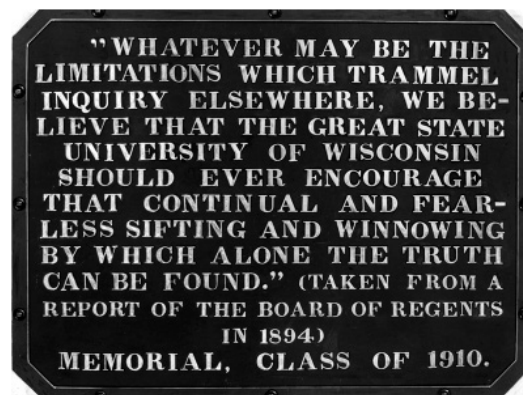 "WHATEVER MAY BE THE
LIMITATIONS WHICH TRAMMEL
INQUIRY ELSEWHERE, WE BE-
LIEVE THAT THE GREAT STATE
UNIVERSITY OF WISCONSIN
SHOULD EVER ENCOURAGE
THAT CONTINUAL AND FEAR-
LESS SIFTING AND WINNOWING
BY WHICH ALONE THE TRUTH
CAN BE FOUND." (TAKEN FROM A
REPORT OF THE BOARD OF REGENTS
IN 1894)
MEMORIAL, CLASS OF 1910.